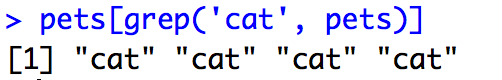 > pets[grep('cat', pets)]
[1] "cat" "cat" "cat" "cat"